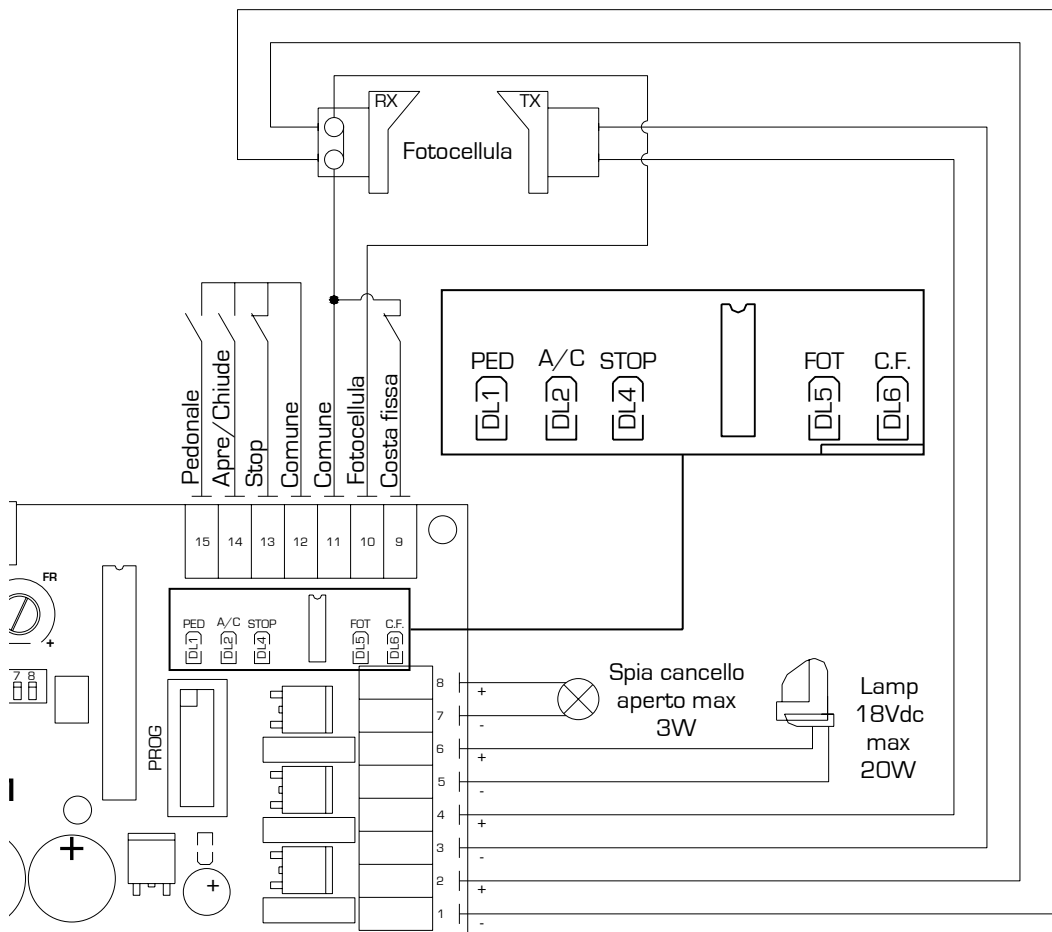 RX
TX
Fotocellula
Pedonale
Apre/Chiude
Stop
Comune
Comune
Fotocellula
Costa fissa
PED
A/C
STOP
FOT
C.F.
DL1
DL2
DL4
DL5
DL6
15
14
13
12
11
10
9
FR
+
PED
A/C
STOP
FOT
C.F.
DL1
DL2
DL4
DL5
DL6
7 8
PROG
8
+
7
-
6
+
5
-
4
+
3
-
2
+
1
-
Spia cancello
aperto max
3W
Lamp
18Vdc
max
20W
+
+